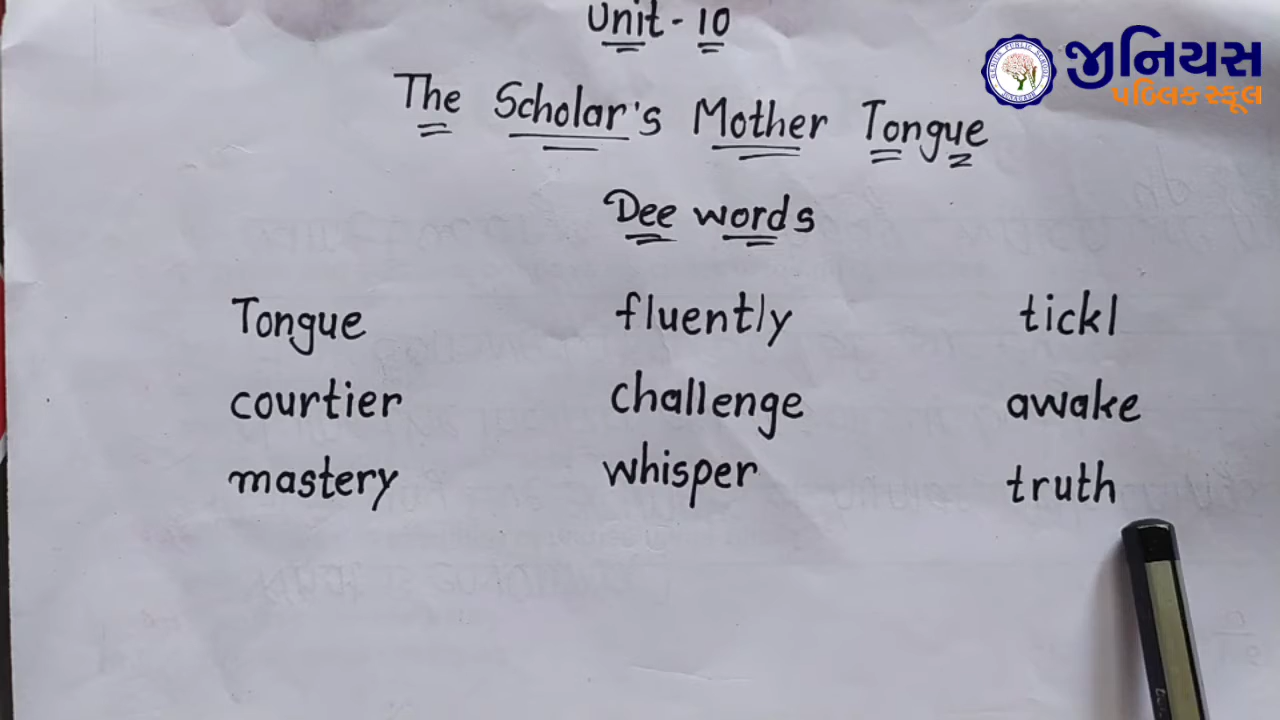 Unit - 10
જીનિયસ
પબ્લિક સ્કૂલ
The Scholar's Mother Tongue
Dee words
Tongue fluently tickl
courtier challenge awake
mastery whisper truth